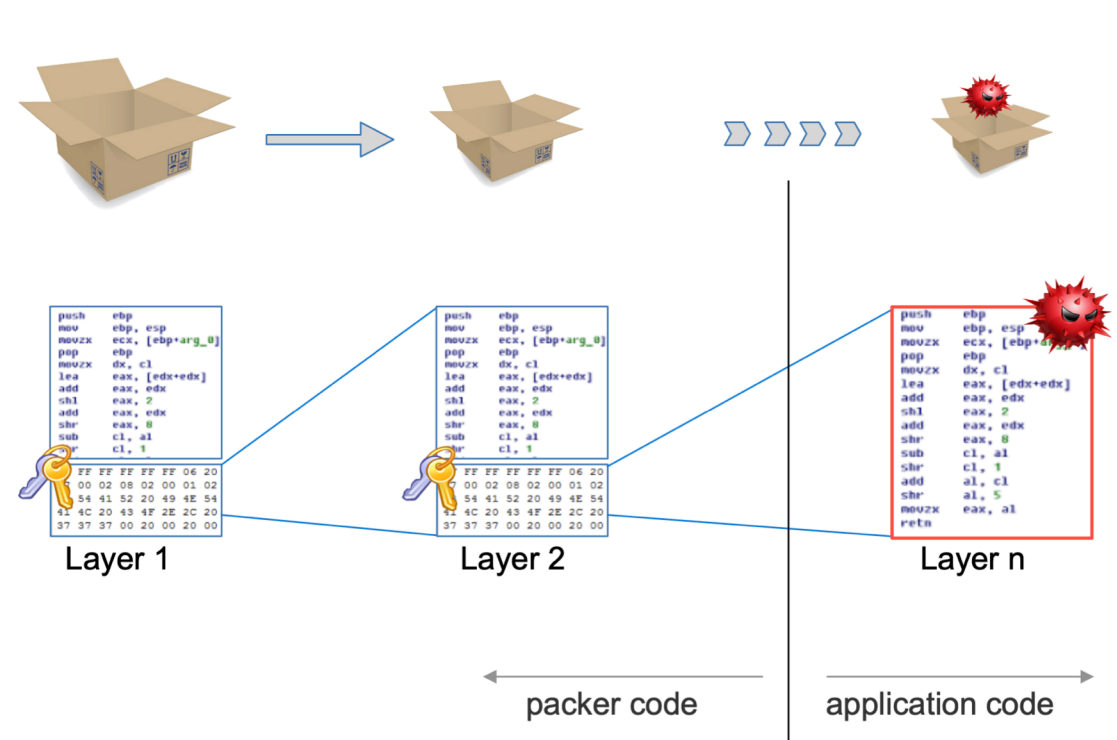 push ebp
mov ebp, esp
movzx ecx, [ebp+arg_0]
pop ebp
movzx dx, cl
lea eax, [edx+edx]
add eax, edx
shl eax, 2
add eax, edx
shr eax, 8
sub cl, al
cl, 1
FF FF FF FF FF 06 20
00 02 08 02 00 01 02
54 41 52 20 49 4E 54
4C 20 43 4F 2E 2C 20
37 37 37 00 20 00 20 00
Layer 1
push ebp
mov ebp, esp
movzx ecx, [ebp+arg_0]
pop ebp
movzx dx, cl
lea eax, [edx+edx]
add eax, edx
shl eax, 2
add eax, edx
shr eax, 8
sub cl, al
cl, 1
FF FF FF FF FF 06 20
00 02 08 02 00 01 02
54 41 52 20 49 4E 54
4C 20 43 4F 2E 2C 20
37 37 37 00 20 00 20 00
Layer 2
push ebp
mov ebp, esp
movzx ecx,
pop ebp
movzx dx, cl
lea eax, [edx+edx]
add eax, edx
shl eax, 2
add eax, edx
shr eax, 8
sub cl, al
shr cl, 1
add al, cl
shr al, 5
movzx eax, al
retn
Layer n
packer code
application code